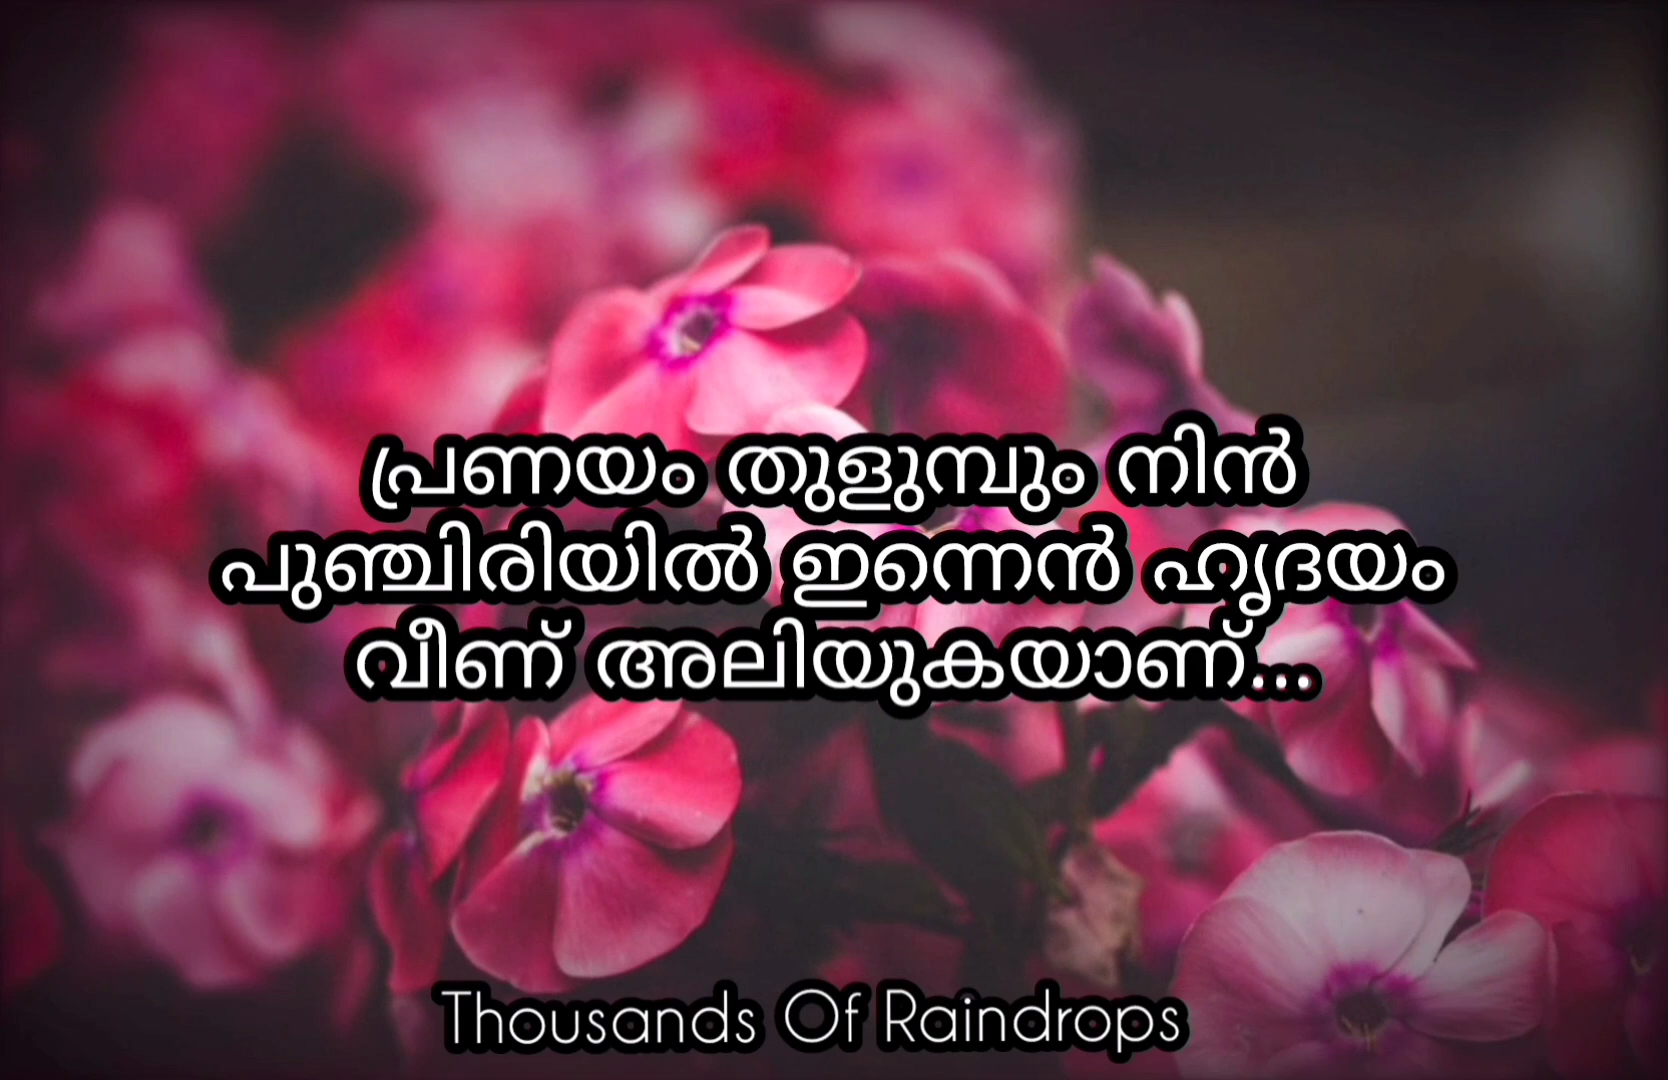 പ്രണയം തുളുമ്പും നിൻ
പുഞ്ചിരിയിൽ ഇന്നെൻ ഹൃദയം
വീണ് അലിയുകയാണ്...
Thousands Of Raindrops